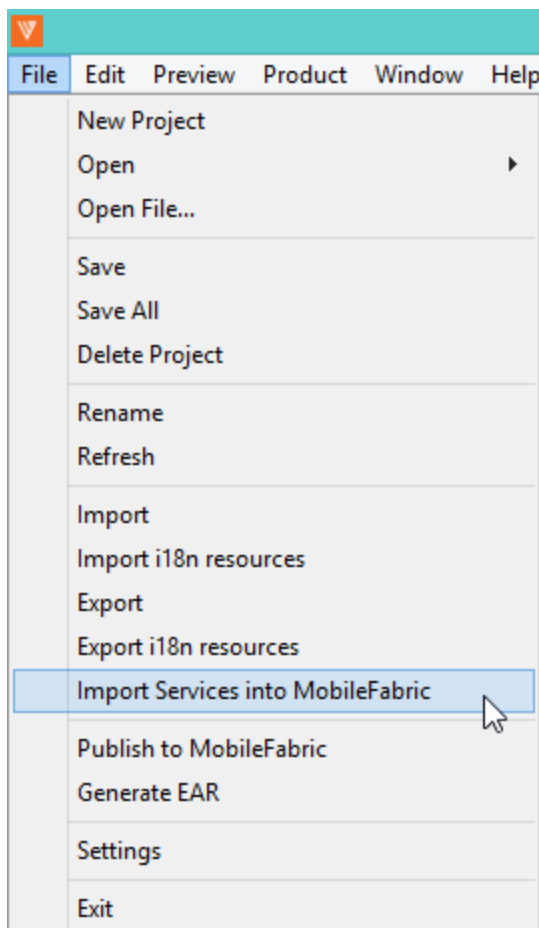 File Edit Preview Product Window Help
New Project
Open
Open File...
Save
Save All
Delete Project
Rename
Refresh
Import
Import i18n resources
Export
Export i18n resources
Import Services into MobileFabric
Publish to MobileFabric
Generate EAR
Settings
Exit